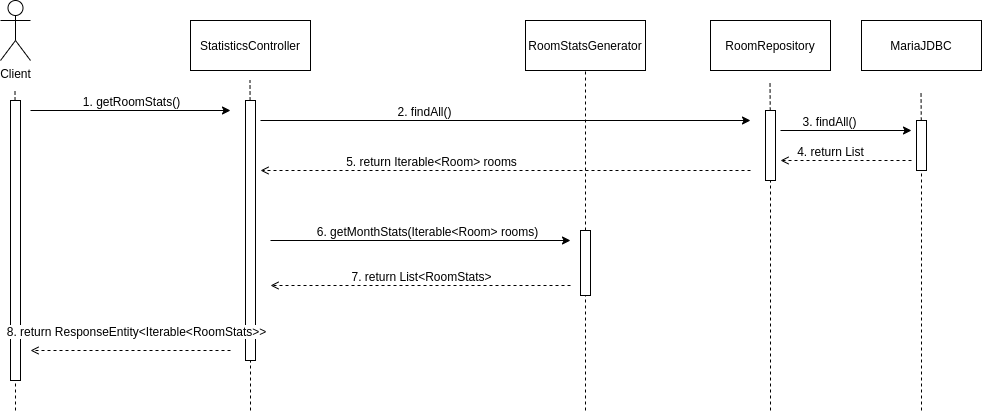 Client
StatisticsController
RoomStatsGenerator
RoomRepository
MariaJDBC
1. getRoomStats()
2. findAll()
3. findAll()
4. return List
5. return Iterable<Room> rooms
6. getMonthStats(Iterable<Room> rooms)
7. return List<RoomStats>
8. return ResponseEntity<Iterable<RoomStats>>